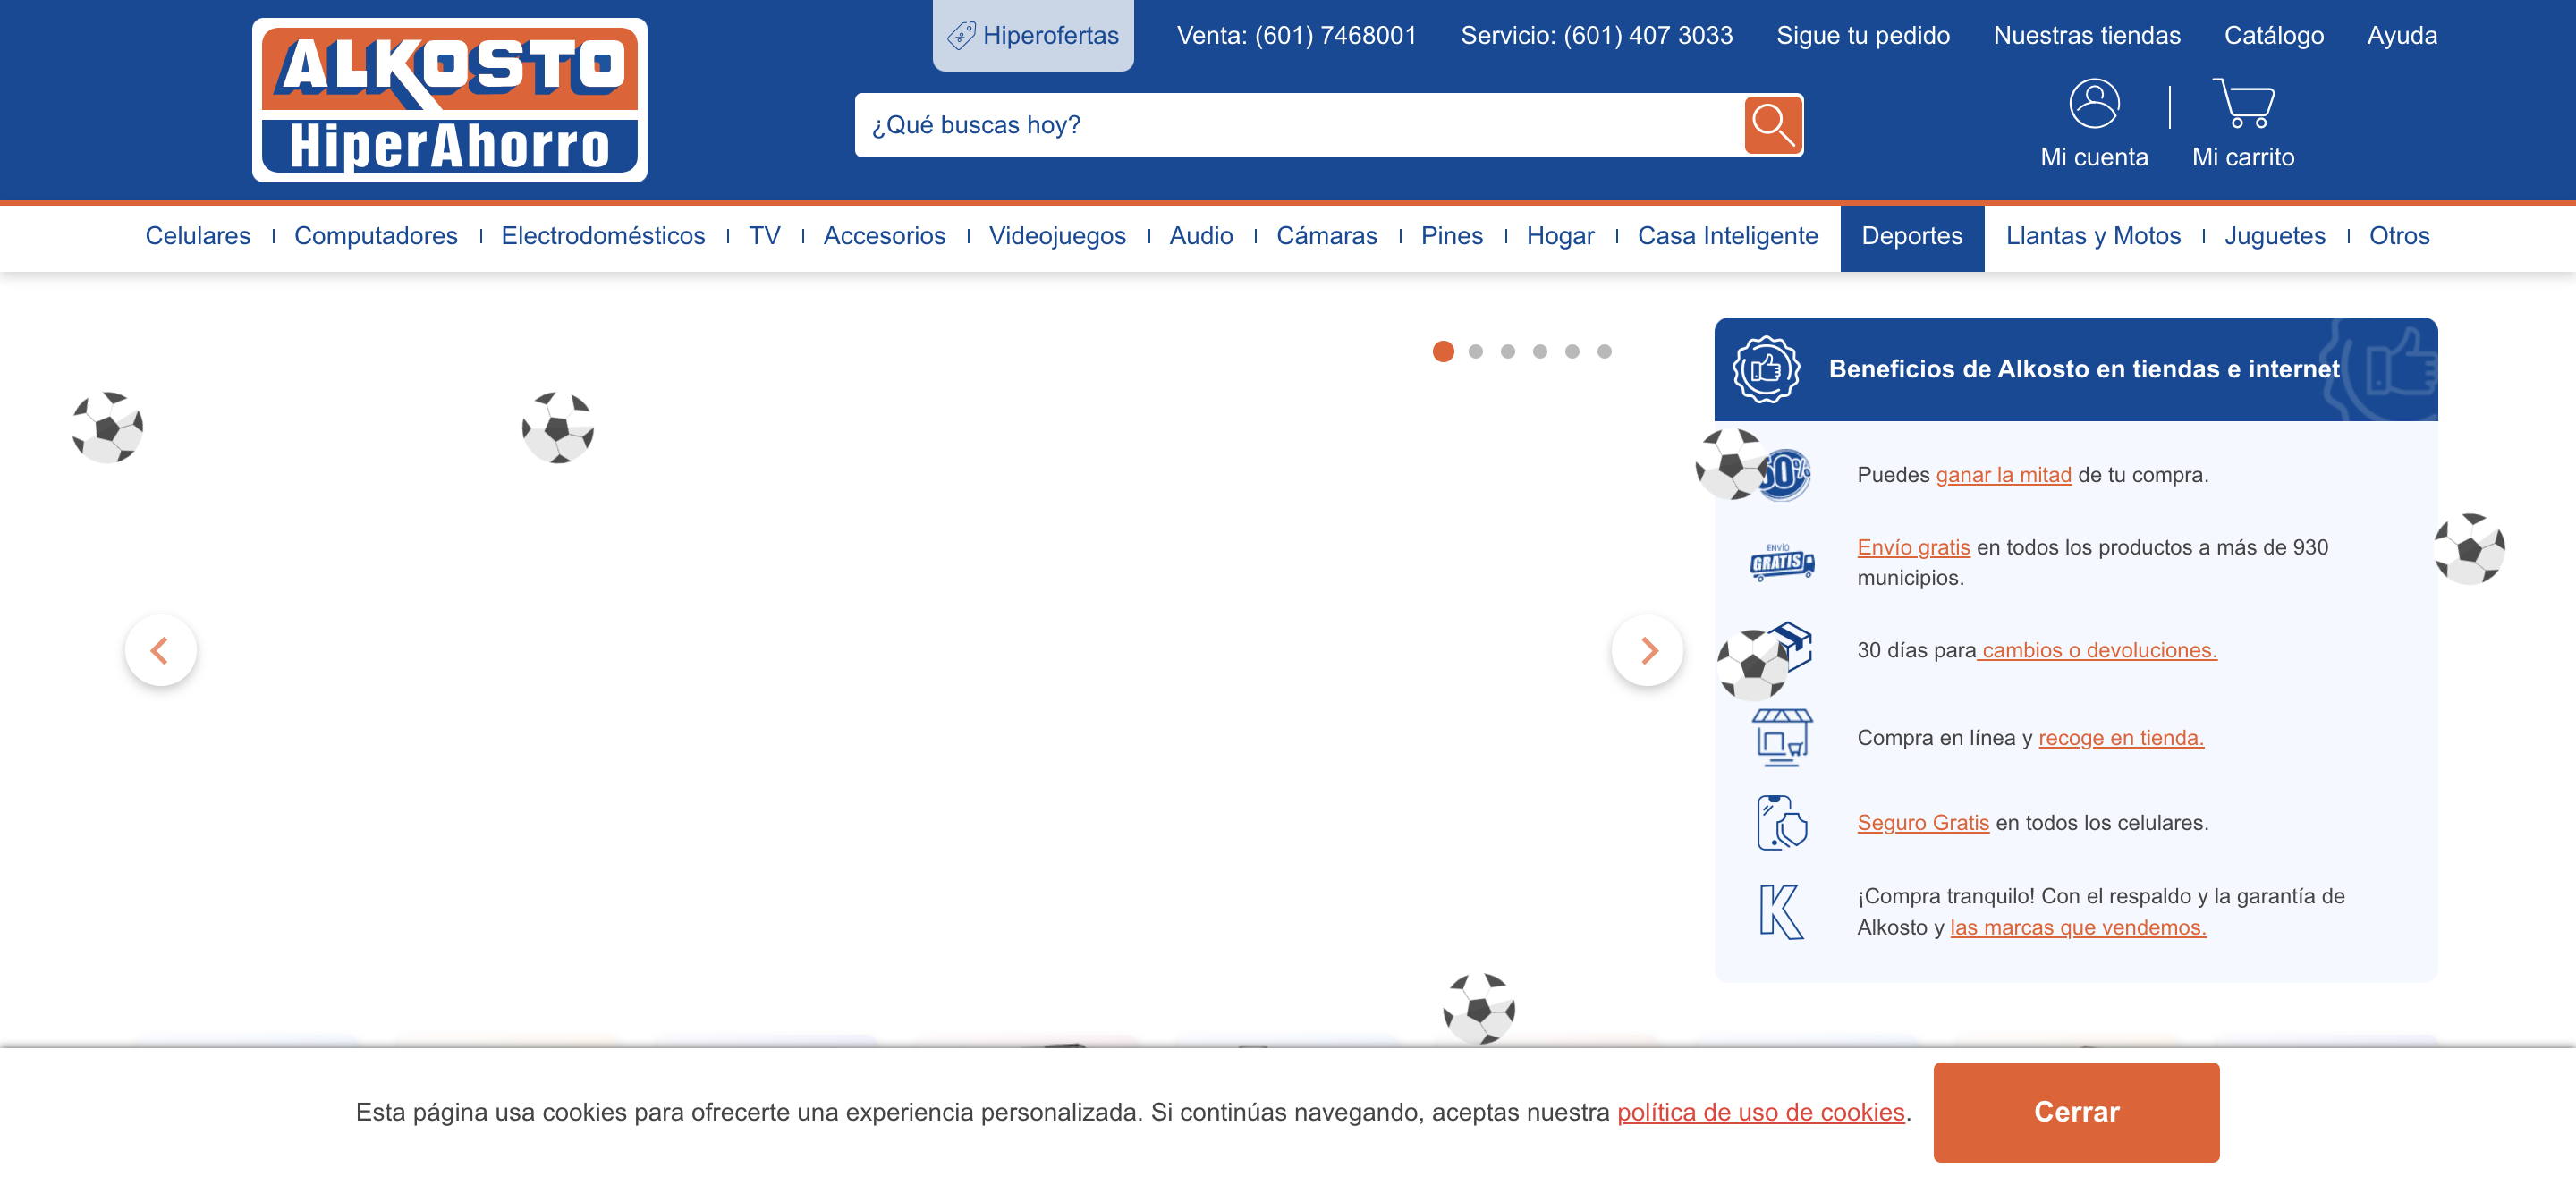 ALKOSTO
HiperAhorro
Hiperofertas
Venta: (601) 7468001
Servicio: (601) 407 3033
Sigue tu pedido
Nuestras tiendas
Catálogo
Ayuda
¿Qué buscas hoy?
Mi cuenta
Mi carrito
Celulares
Computadores
Electrodomésticos
TV
Accesorios
Videojuegos
Audio
Cámaras
Pines
Hogar
Casa Inteligente
Deportes
Llantas y Motos
Juguetes
Otros
Beneficios de Alkosto en tiendas e internet
Puedes ganar la mitad de tu compra.
ENVÍO
GRATIS
Envío gratis en todos los productos a más de 930
municipios.
30 días para cambios o devoluciones.
Compra en línea y recoge en tienda.
Seguro Gratis en todos los celulares.
K
¡Compra tranquilo! Con el respaldo y la garantía de
Alkosto y las marcas que vendemos.
Esta página usa cookies para ofrecerte una experiencia personalizada. Si continúas navegando, aceptas nuestra política de uso de cookies.
Cerrar